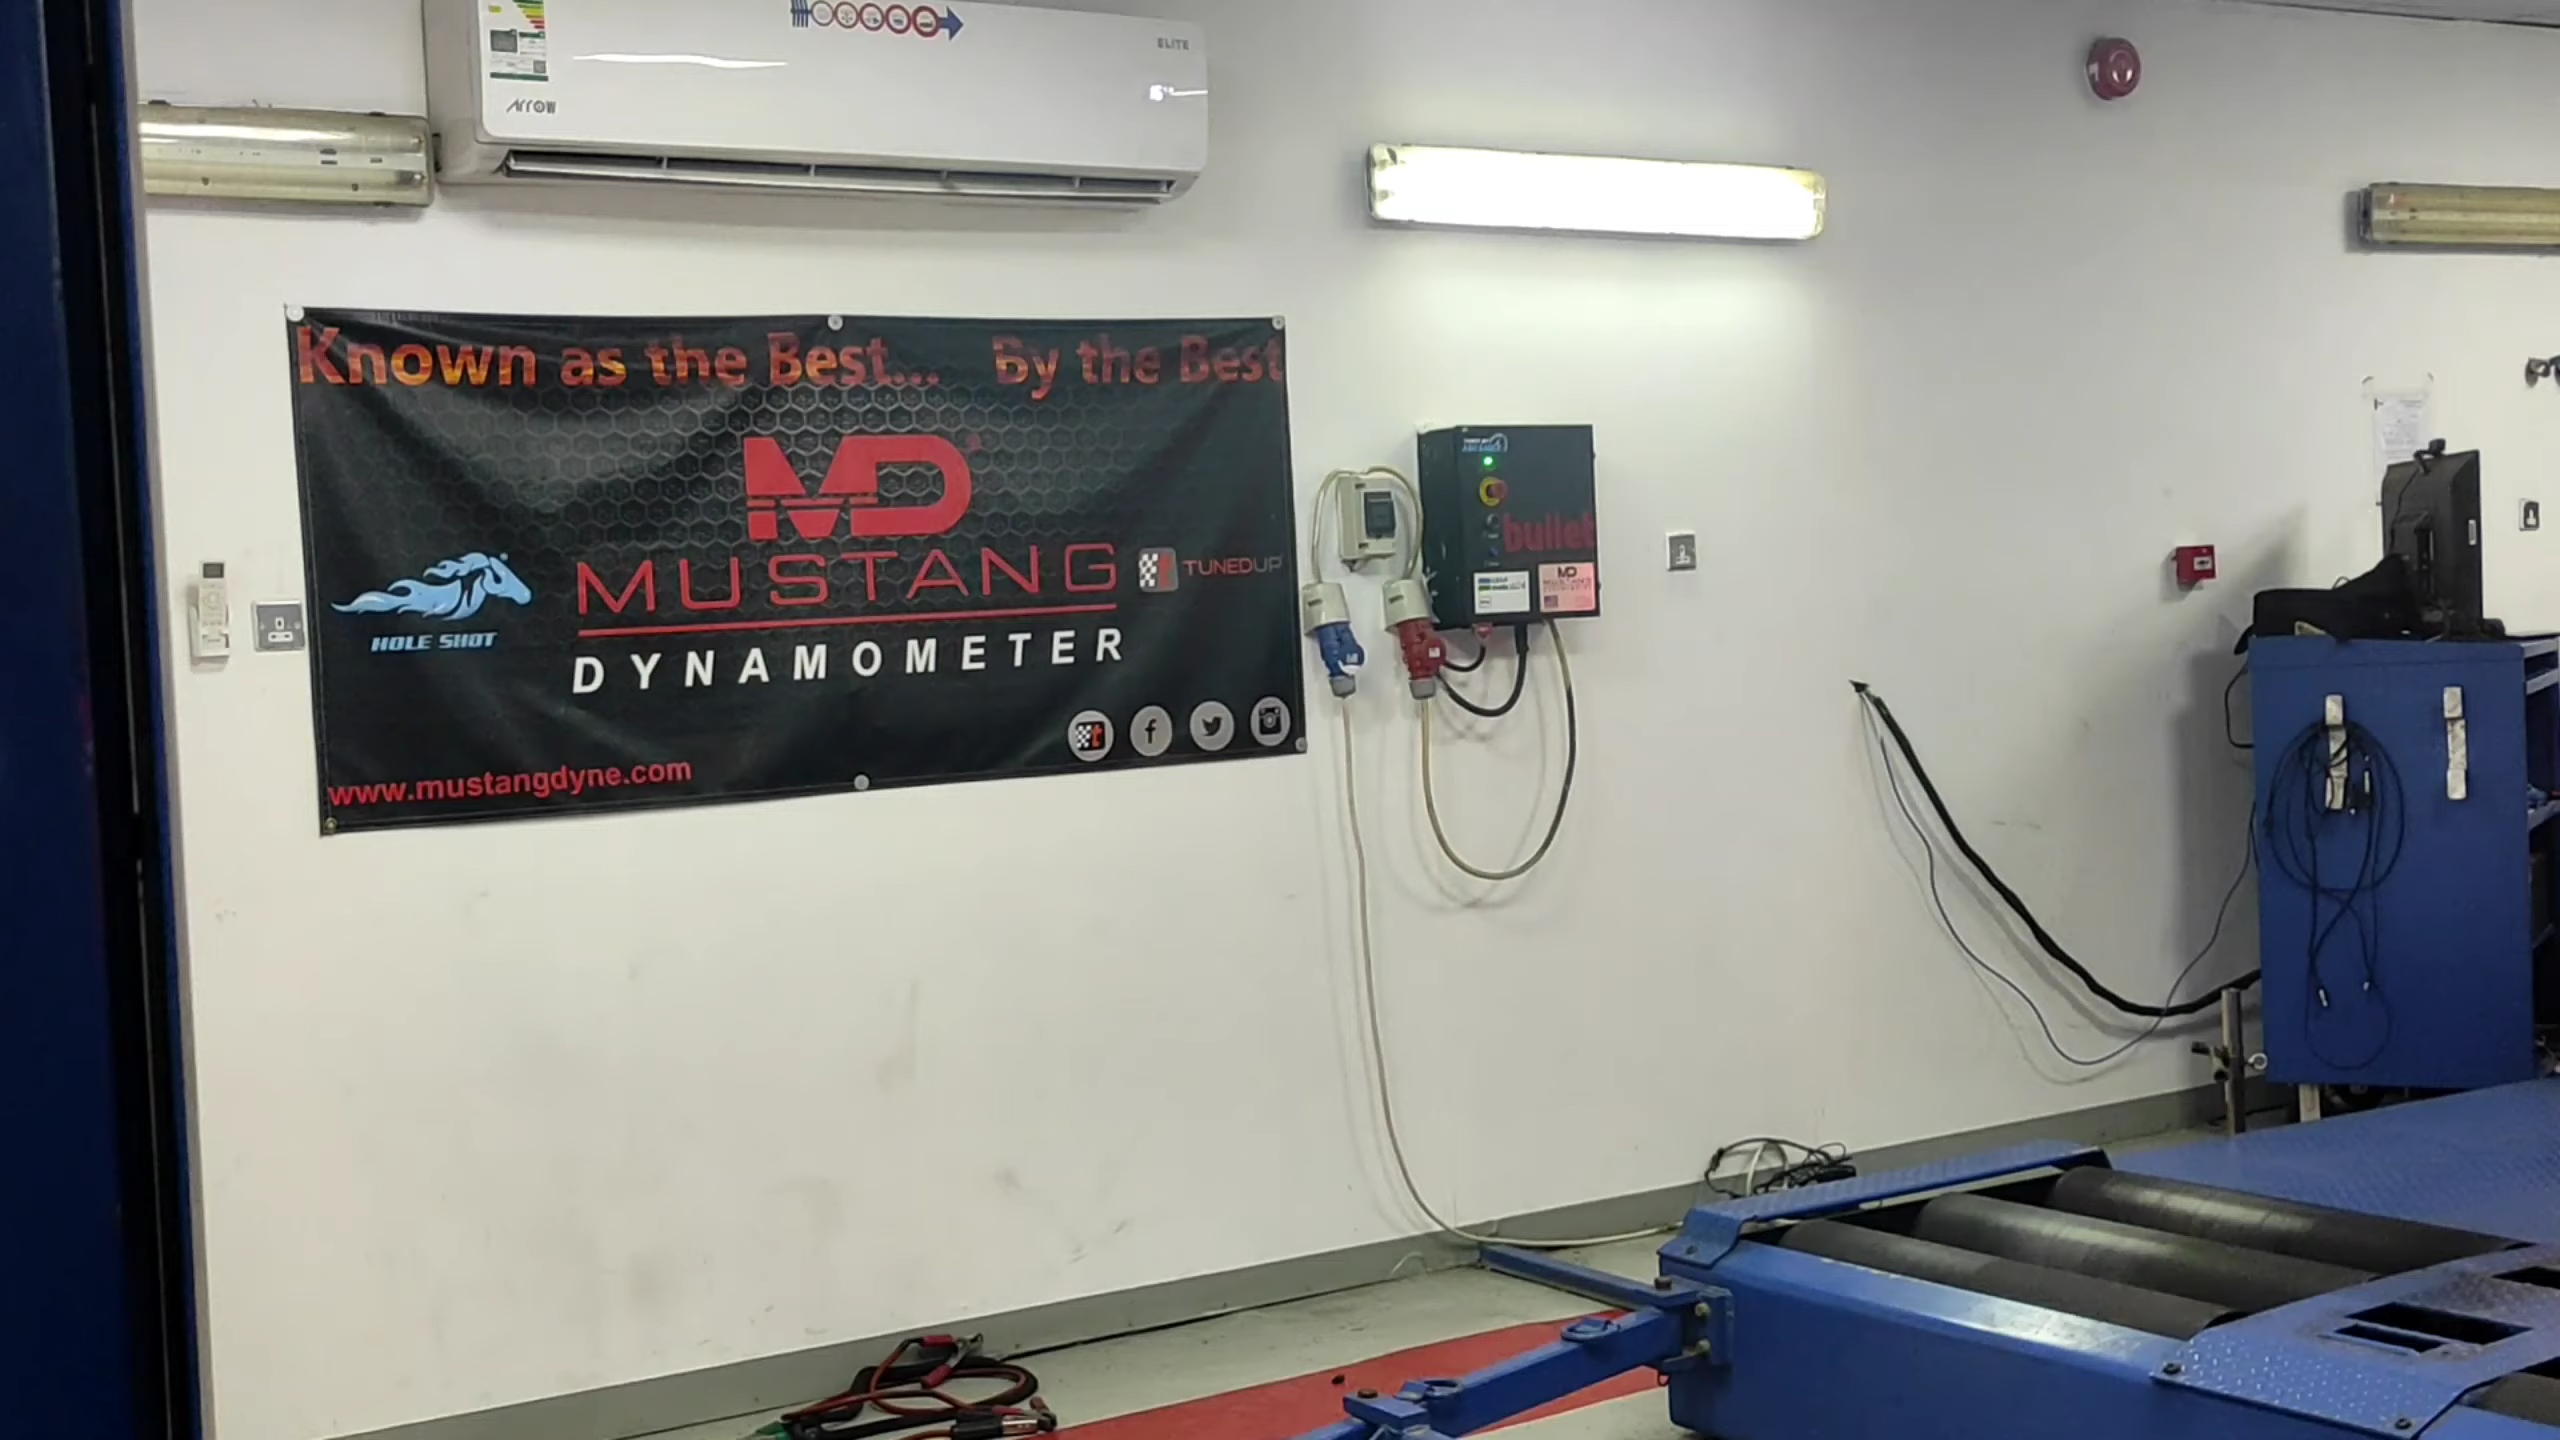 ELITE
ARROW
Known as the Best... By the Best
MD
MUSTANG
DYNAMOMETER
HOLE SHOT
TUNEDUP
www.mustangdyne.com
bullet
MD
MUSTANG